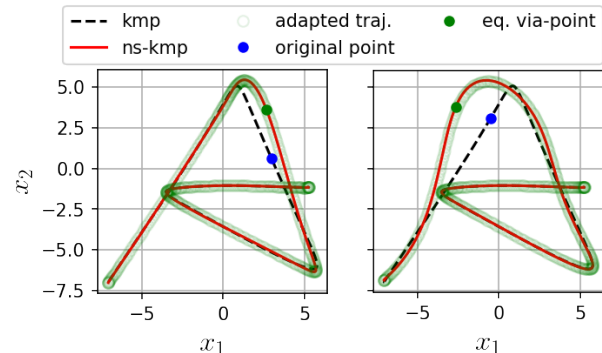 kmp
adapted traj.
eq. via-point
ns-kmp
original point
5.0
2.5
0.0
−2.5
−5.0
−7.5
x₂
−5
0
5
−5
0
5
x₁
x₁